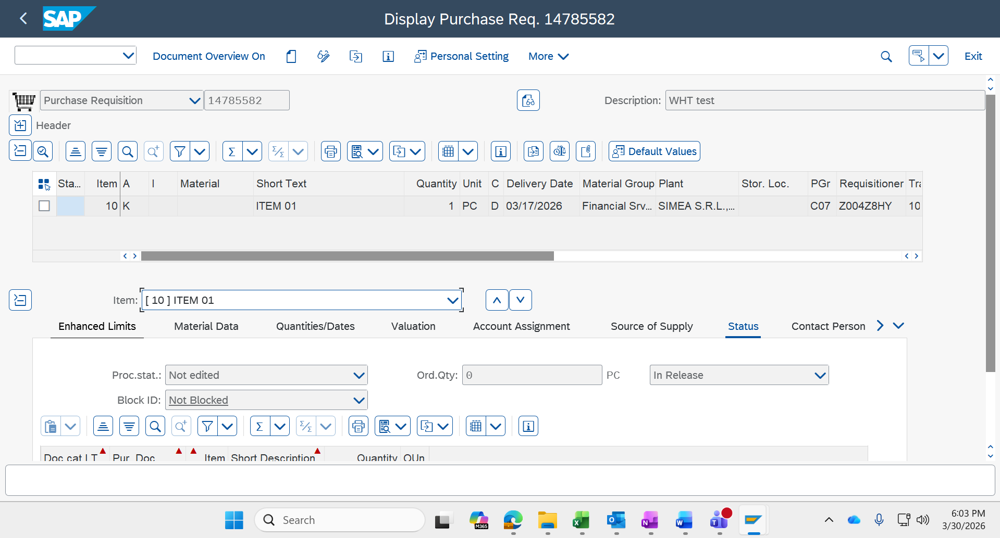 SAP
Display Purchase Req. 14785582
Document Overview On
Personal Setting
More
Exit
Purchase Requisition
14785582
Description:
WHT test
Header
Default Values
Sta... Item A I Material Short Text Quantity Unit C Delivery Date Material Group Plant Stor. Loc. PGr Requisitioner Tra
10 K ITEM 01 1 PC D 03/17/2026 Financial Srv... SIMEA S.R.L.,... C07 Z004Z8HY 10
Item: [ 10 ] ITEM 01
Enhanced Limits Material Data Quantities/Dates Valuation Account Assignment Source of Supply Status Contact Person
Proc.stat.: Not edited Ord.Qty: 0 PC In Release
Block ID: Not Blocked
Doc.cat.LT Pur. Doc. Item Short Description Quantity OUn
Search
M365
6:03 PM
3/30/2026